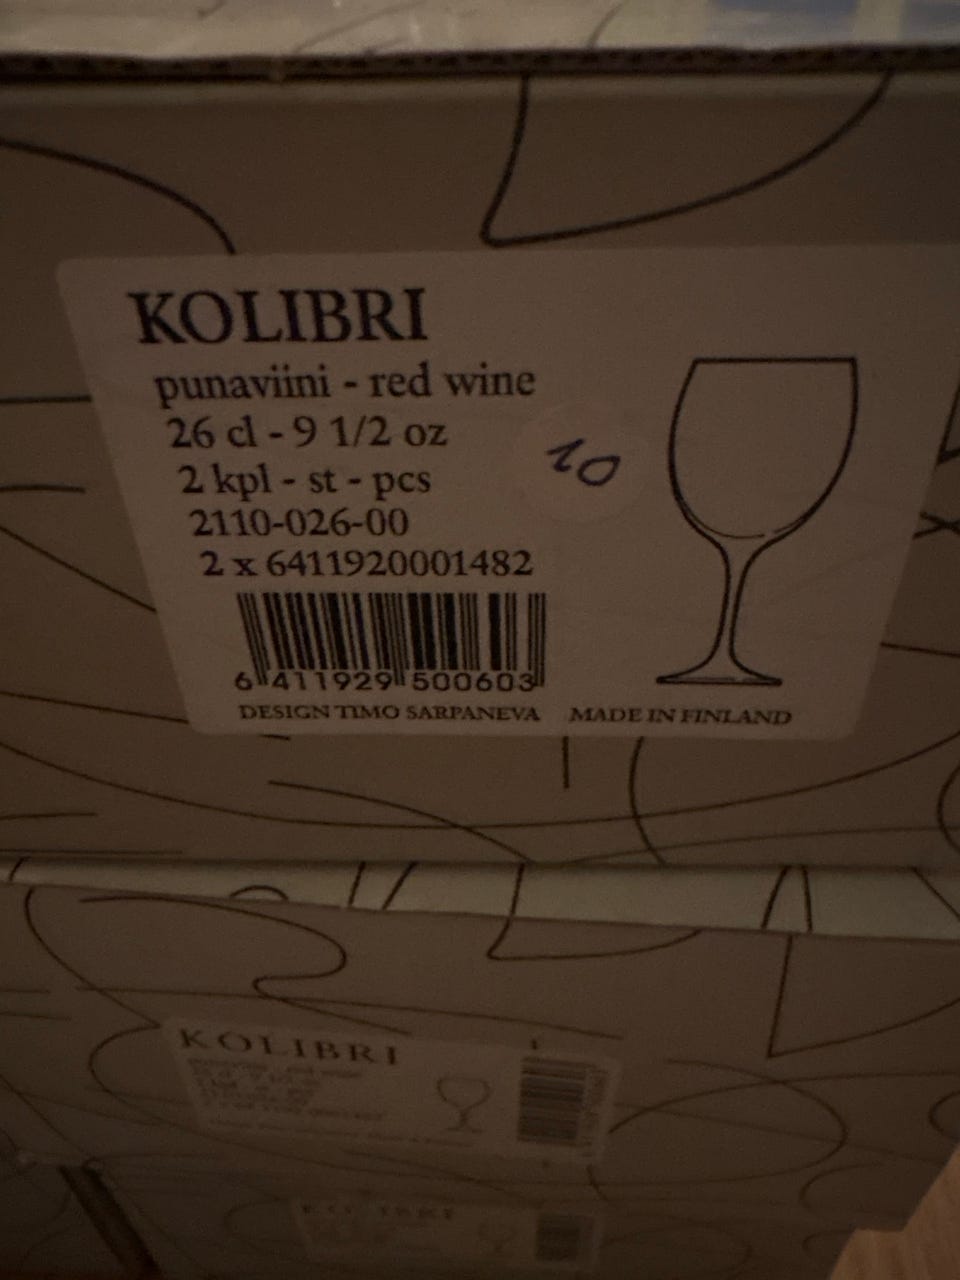 KOLIBRI
punaviini - red wine
26 cl - 9 1/2 oz
2 kpl - st - pcs
2110-026-00
2 x 6411920001482
10
6 411929 500603
DESIGN TIMO SARPANEVA MADE IN FINLAND
KOLIBRI
KOLIBRI